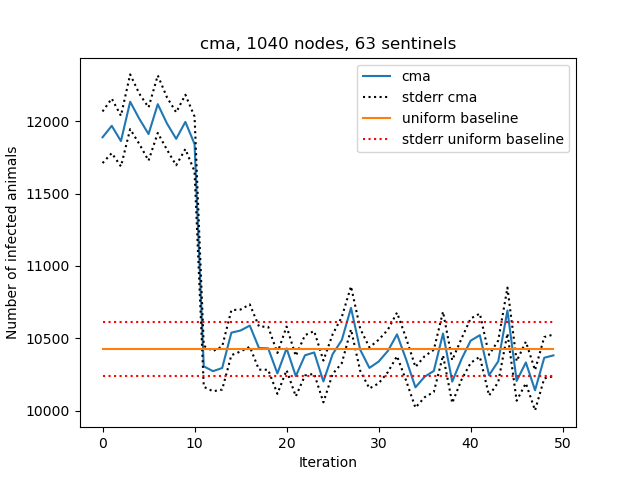 cma, 1040 nodes, 63 sentinels
cma
stderr cma
uniform baseline
stderr uniform baseline
Number of infected animals
12000
11500
11000
10500
10000
0 10 20 30 40 50
Iteration